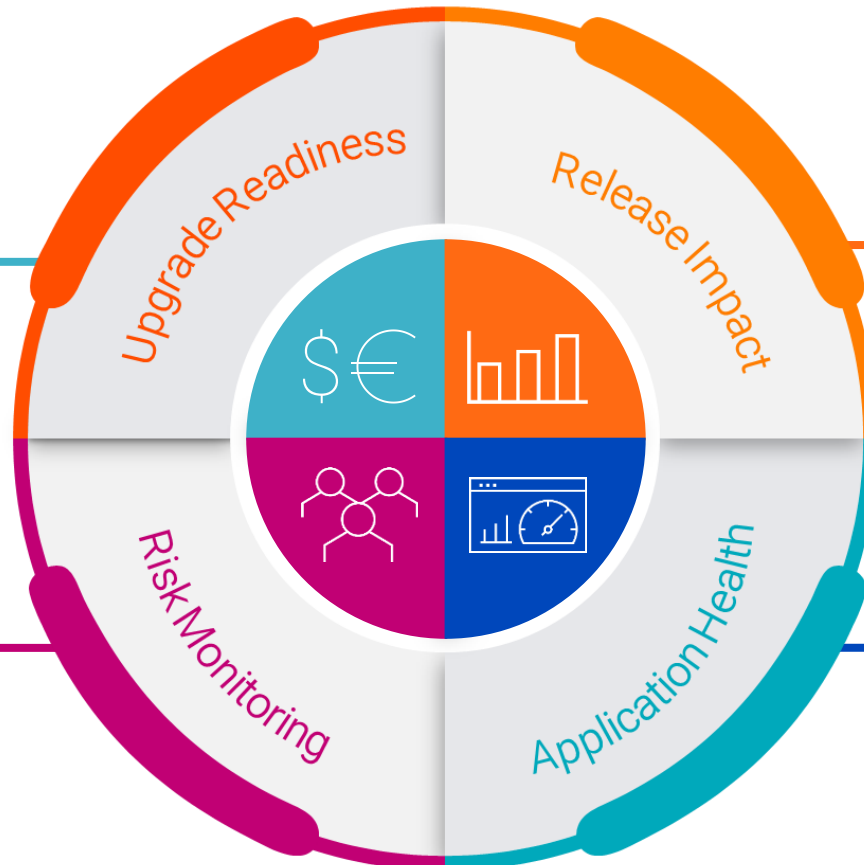 Upgrade Readiness
Release Impact
$€
Risk Monitoring
Application Health